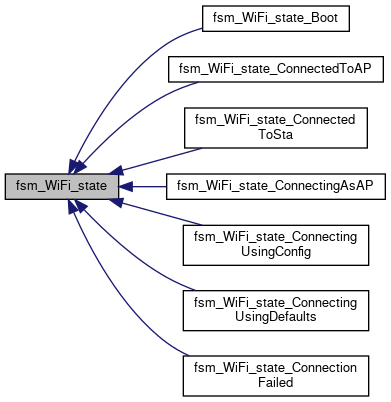 fsm_WiFi_state_Boot
fsm_WiFi_state_ConnectedToAP
fsm_WiFi_state_Connected
ToSta
fsm_WiFi_state
fsm_WiFi_state_ConnectingAsAP
fsm_WiFi_state_Connecting
UsingConfig
fsm_WiFi_state_Connecting
UsingDefaults
fsm_WiFi_state_Connection
Failed